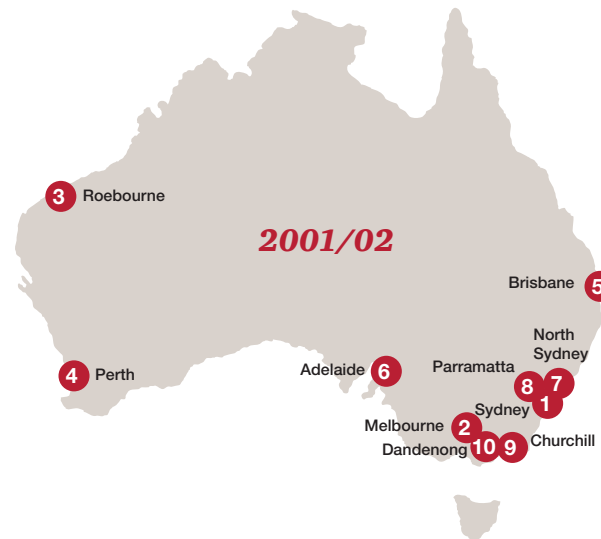 3 Roebourne
2001/02
Brisbane 5
North
Sydney
Adelaide 6
Parramatta 8 7
4 Perth
Sydney 1
Melbourne 2
Dandenong 10 9 Churchill